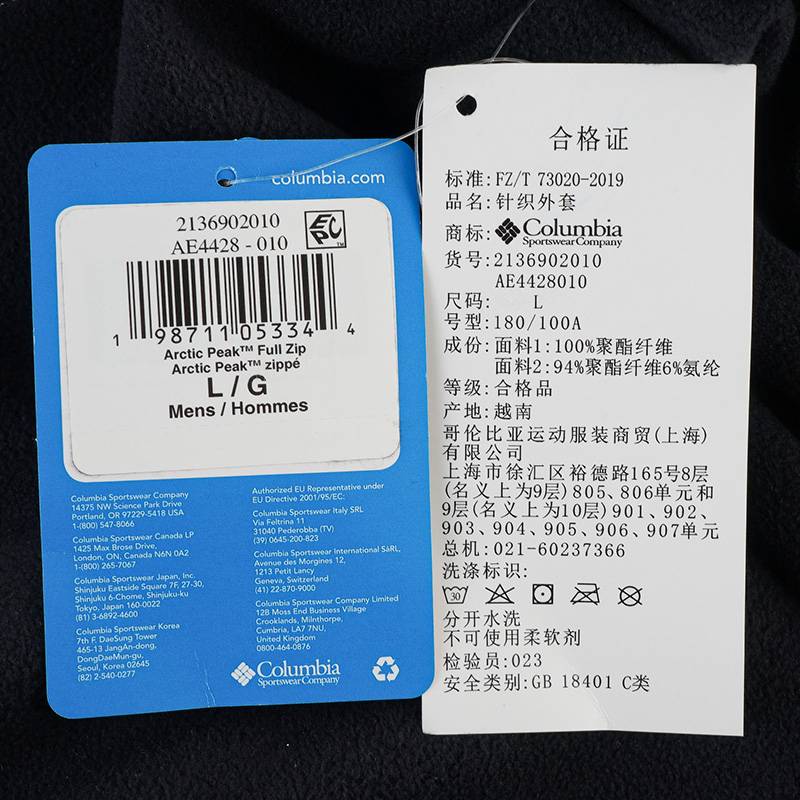 columbia.com
2136902010
AE4428 - 010
EPC™
1 98711 05334 4
Arctic Peak™ Full Zip
Arctic Peak™ zippé
L / G
Mens / Hommes
Columbia Sportswear Company
14375 NW Science Park Drive
Portland, OR 97229-5418 USA
1-(800) 547-8066
Columbia Sportswear Canada LP
1425 Max Brose Drive,
London, ON, Canada N6N 0A2
1-(800) 265-7067
Columbia Sportswear Japan, Inc.
Shinjuku Eastside Square 7F, 27-30,
Shinjuku 6-Chome, Shinjuku-ku
Tokyo, Japan 160-0022
(81) 3-6892-4600
Columbia Sportswear Korea
7th F. DaeSung Tower
465-13 JangAn-dong,
DongDaeMun-gu,
Seoul, Korea 02645
(82) 2-540-0277
Authorized EU Representative under
EU Directive 2001/95/EC:
Columbia Sportswear Italy SRL
Via Feltrina 11
31040 Pederobba (TV)
(39) 0645-200-823
Columbia Sportswear International SàRL,
Avenue des Morgines 12,
1213 Petit Lancy
Geneva, Switzerland
(41) 22-870-9000
Columbia Sportswear Company Limited
12B Moss End Business Village
Crooklands, Milnthorpe,
Cumbria, LA7 7NU,
United Kingdom
0800-464-0876
Columbia
Sportswear Company
合格证
标准:FZ/T 73020-2019
品名:针织外套
商标:Columbia
Sportswear Company
货号:2136902010
AE4428010
尺码: L
号型:180/100A
成份:面料1:100%聚酯纤维
面料2:94%聚酯纤维6%氨纶
等级:合格品
产地:越南
哥伦比亚运动服装商贸(上海)
有限公司
上海市徐汇区裕德路165号8层
(名义上为9层)805、806单元和
9层(名义上为10层)901、902、
903、904、905、906、907单元
总机:021-60237366
洗涤标识:
30
分开水洗
不可使用柔软剂
检验员:023
安全类别:GB 18401 C类